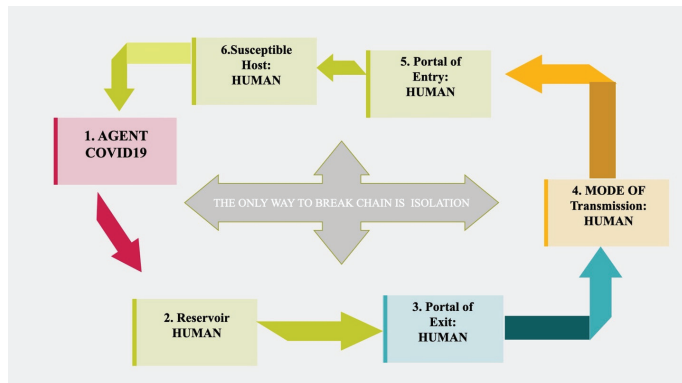 1. AGENT
COVID19
2. Reservoir
HUMAN
3. Portal of
Exit:
HUMAN
4. MODE OF
Transmission:
HUMAN
5. Portal of
Entry:
HUMAN
6.Susceptible
Host:
HUMAN
THE ONLY WAY TO BREAK CHAIN IS ISOLATION